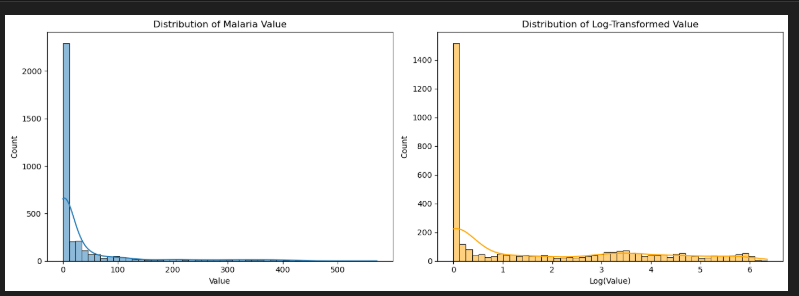 Distribution of Malaria Value
Count
2000
1500
1000
500
0
0 100 200 300 400 500
Value
Distribution of Log-Transformed Value
Count
1400
1200
1000
800
600
400
200
0
0 1 2 3 4 5 6
Log(Value)